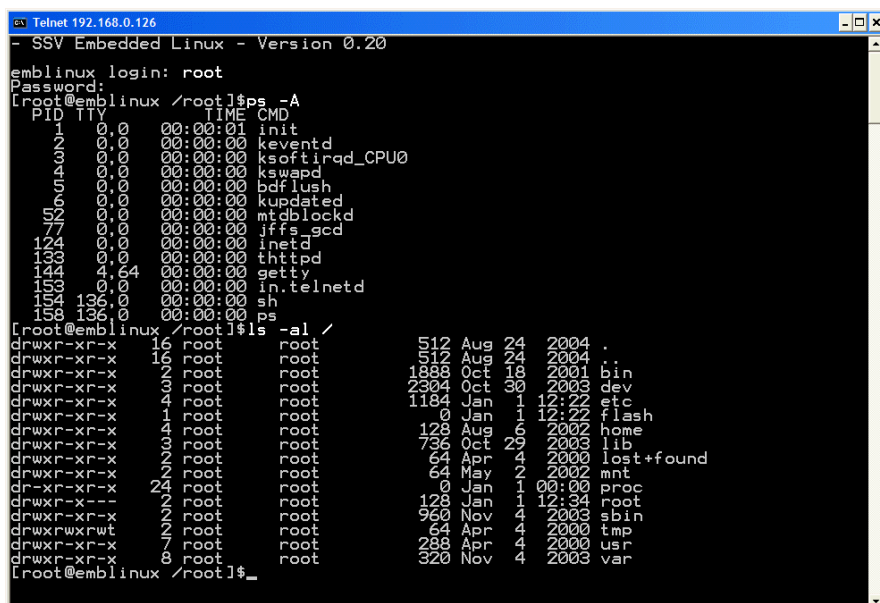 Telnet 192.168.0.126
- SSV Embedded Linux - Version 0.20
emblinux login: root
Password:
[root@emblinux /root]$ps -A
  PID TTY          TIME CMD
    1    0,0   00:00:01 init
    2    0,0   00:00:00 keventd
    3    0,0   00:00:00 ksoftirqd_CPU0
    4    0,0   00:00:00 kswapd
    5    0,0   00:00:00 bdflush
    6    0,0   00:00:00 kupdated
   52    0,0   00:00:00 mtdblockd
   77    0,0   00:00:00 jffs_gcd
  124    0,0   00:00:00 inetd
  133    0,0   00:00:00 thttpd
  144    4,64  00:00:00 getty
  153    0,0   00:00:00 in.telnetd
  154 136,0    00:00:00 sh
  158 136,0    00:00:00 ps
[root@emblinux /root]$ls -al /
drwxr-xr-x   16 root     root          512 Aug 24  2004 .
drwxr-xr-x   16 root     root          512 Aug 24  2004 ..
drwxr-xr-x    2 root     root         1888 Oct 18  2001 bin
drwxr-xr-x    3 root     root         2304 Oct 30  2003 dev
drwxr-xr-x    4 root     root         1184 Jan  1 12:22 etc
drwxr-xr-x    1 root     root            0 Jan  1 12:22 flash
drwxr-xr-x    4 root     root          128 Aug  6  2002 home
drwxr-xr-x    3 root     root          736 Oct 29  2003 lib
drwxr-xr-x    2 root     root           64 Apr  4  2000 lost+found
drwxr-xr-x    2 root     root           64 May  2  2002 mnt
dr-xr-xr-x   24 root     root            0 Jan  1 00:00 proc
drwxr-x---    2 root     root          128 Jan  1 12:34 root
drwxr-xr-x    2 root     root          960 Nov  4  2003 sbin
drwxrwxrwt    2 root     root           64 Apr  4  2000 tmp
drwxr-xr-x    7 root     root          288 Apr  4  2000 usr
drwxr-xr-x    8 root     root          320 Nov  4  2003 var
[root@emblinux /root]$_